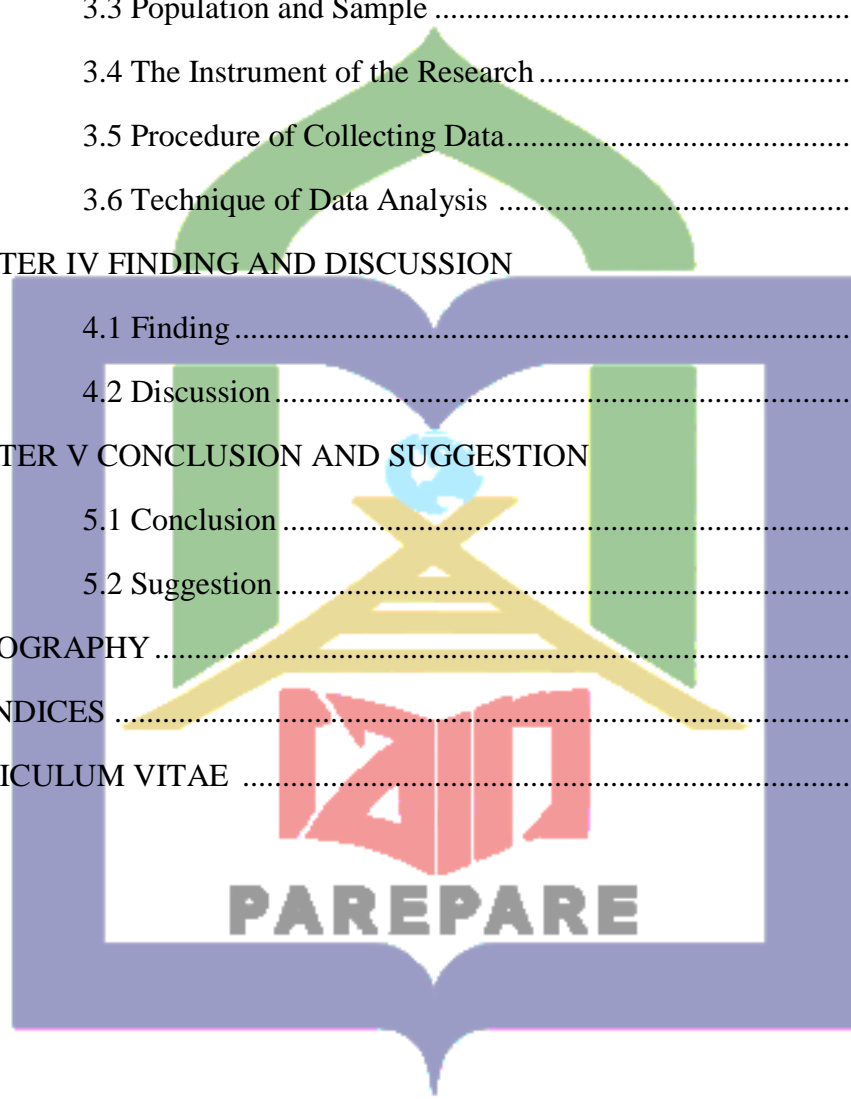 3.3 Population and Sample ..........................................................
3.4 The Instrument of the Research ..........................................
3.5 Procedure of Collecting Data..............................................
3.6 Technique of Data Analysis ...............................................
TER IV FINDING AND DISCUSSION
4.1 Finding ................................................................................
4.2 Discussion...........................................................................
TER V CONCLUSION AND SUGGESTION
5.1 Conclusion ..........................................................................
5.2 Suggestion...........................................................................
OGRAPHY ..........................................................................................
NDICES ...............................................................................................
ICULUM VITAE ..............................................................................
iain
PAREPARE